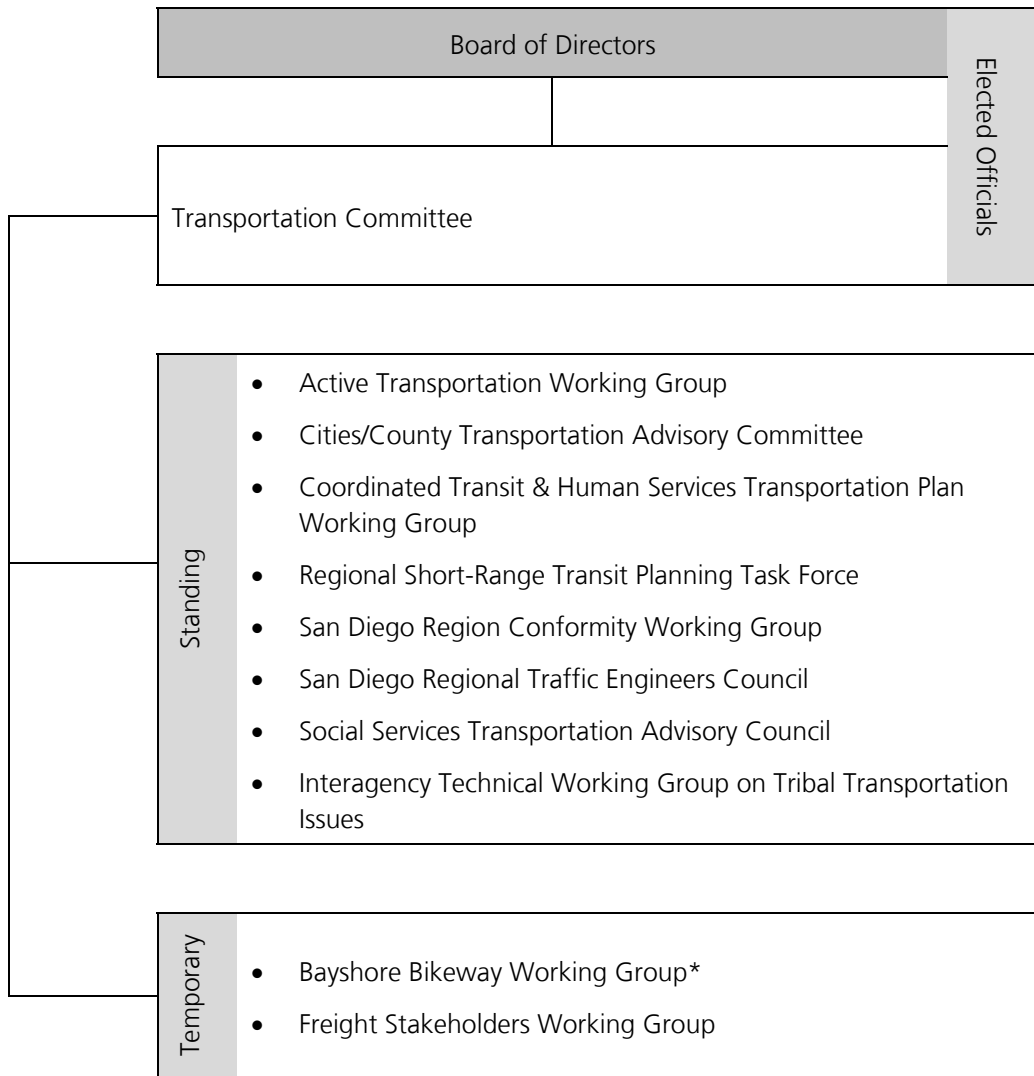 Board of Directors
Elected Officials
Transportation Committee
Standing
• Active Transportation Working Group
• Cities/County Transportation Advisory Committee
• Coordinated Transit & Human Services Transportation Plan
Working Group
• Regional Short-Range Transit Planning Task Force
• San Diego Region Conformity Working Group
• San Diego Regional Traffic Engineers Council
• Social Services Transportation Advisory Council
• Interagency Technical Working Group on Tribal Transportation
Issues
Temporary
• Bayshore Bikeway Working Group*
• Freight Stakeholders Working Group